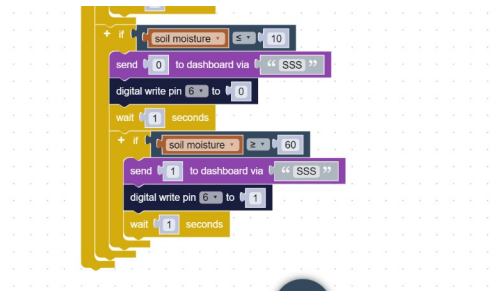 + if soil moisture ≤ 10
send 0 to dashboard via “ SSS ”
digital write pin 6 to 0
wait 1 seconds
+ if soil moisture ≥ 60
send 1 to dashboard via “ SSS ”
digital write pin 6 to 1
wait 1 seconds